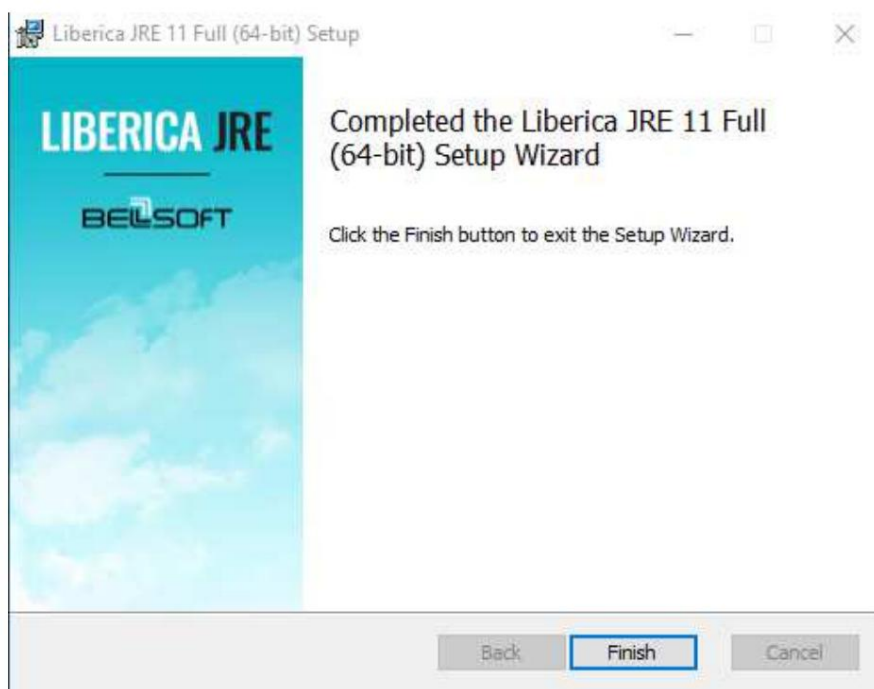 Liberica JRE 11 Full (64-bit) Setup
LIBERICA JRE
BELLSOFT
Completed the Liberica JRE 11 Full
(64-bit) Setup Wizard
Click the Finish button to exit the Setup Wizard.
Back
Finish
Cancel